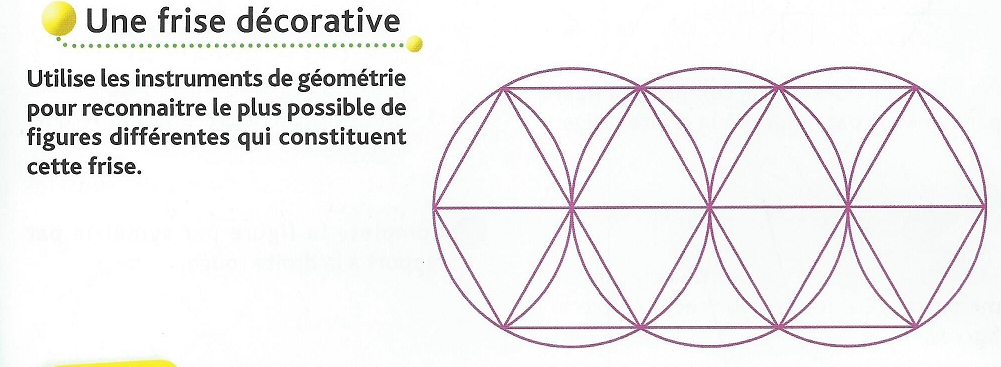 Une frise décorative
Utilise les instruments de géométrie
pour reconnaitre le plus possible de
figures différentes qui constituent
cette frise.